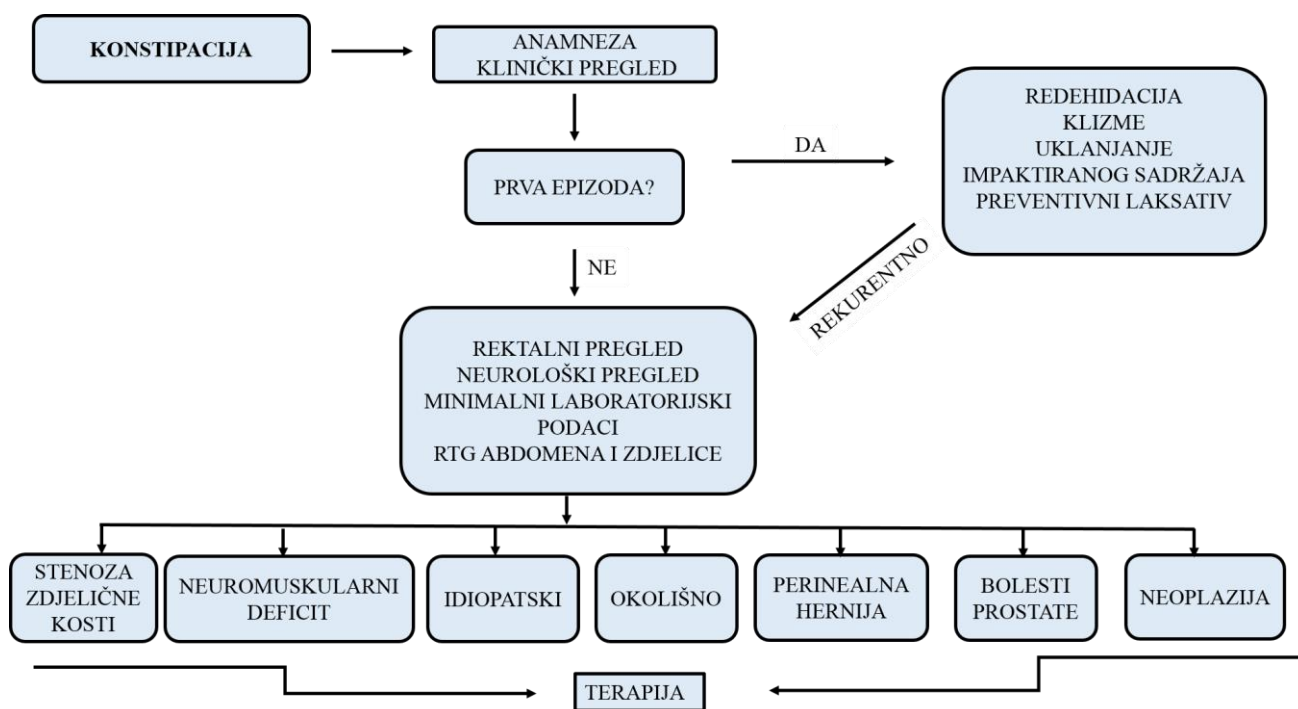 KONSTIPACIJA
ANAMNEZA
KLINIČKI PREGLED
PRVA EPIZODA?
DA
REDEHIDACIJA
KLIZME
UKLANJANJE
IMPAKTIRANOG SADRŽAJA
PREVENTIVNI LAKSATIV
NE
REKURENTNO
REKTALNI PREGLED
NEUROLOŠKI PREGLED
MINIMALNI LABORATORIJSKI
PODACI
RTG ABDOMENA I ZDJELICE
STENOZA
ZDJELIČNE
KOSTI
NEUROMUSKULARNI
DEFICIT
IDIOPATSKI
OKOLIŠNO
PERINEALNA
HERNIJA
BOLESTI
PROSTATE
NEOPLAZIJA
TERAPIJA